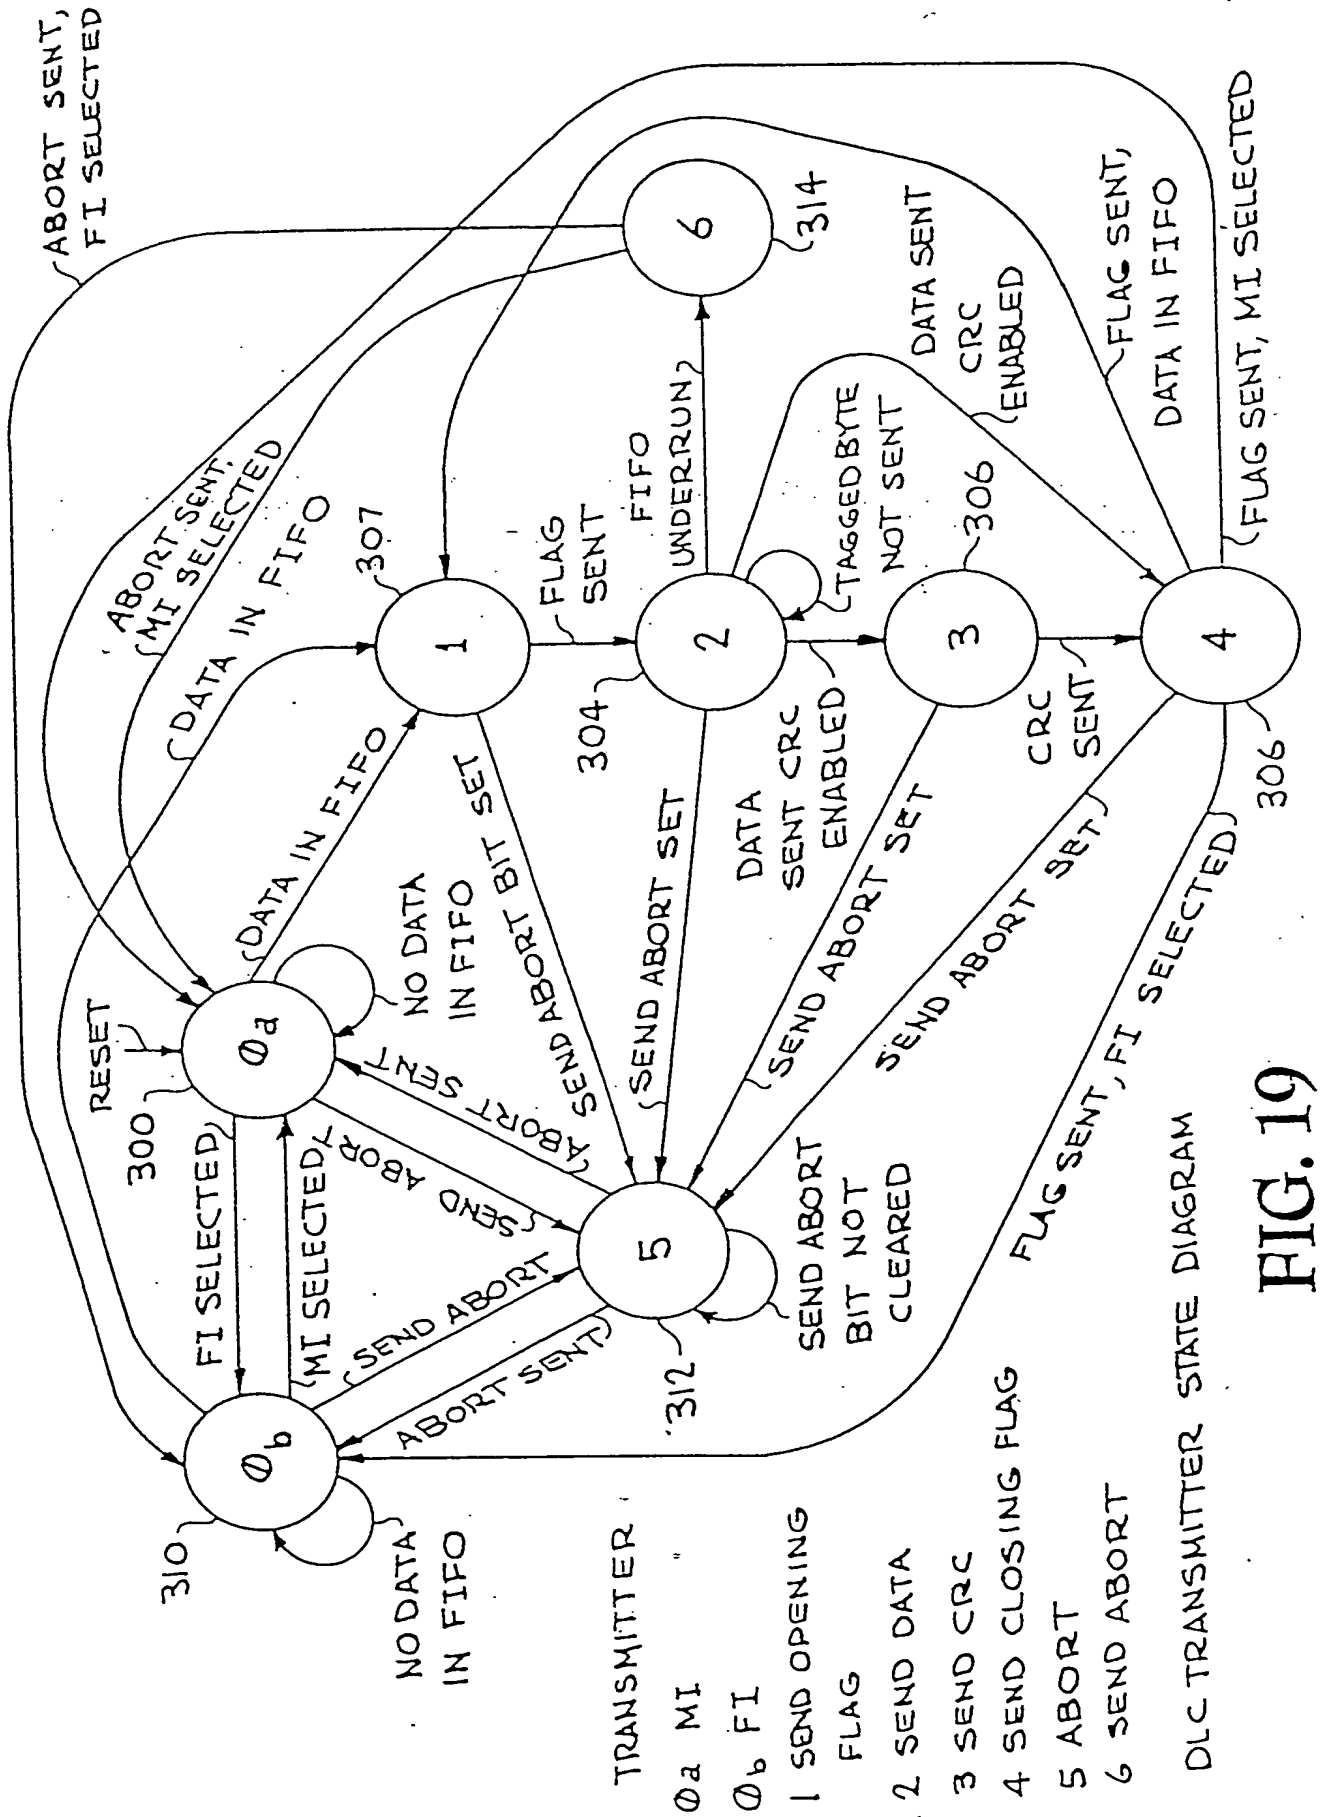 ABORT SENT,
FI SELECTED
ABORT SENT,
MI SELECTED
DATA IN FIFO
307
1
FLAG
SENT
FIFO
UNDERRUN
6
314
DATA SENT
CRC
ENABLED
FLAG SENT,
DATA IN FIFO
FLAG SENT, MI SELECTED
TAGGED BYTE
NOT SENT
306
3
304
2
DATA
SENT CRC
ENABLED
CRC
SENT
4
306
RESET
300
0a
DATA IN FIFO
NO DATA
IN FIFO
SEND ABORT BIT SET
SEND ABORT SET
SEND ABORT SET
SEND ABORT SET
FLAG SENT, FI SELECTED
FI SELECTED
MI SELECTED
SEND ABORT
ABORT SENT
SEND ABORT
ABORT SENT
5
312
SEND ABORT
BIT NOT
CLEARED
310
0b
NO DATA
IN FIFO
TRANSMITTER
0a MI
0b FI
1 SEND OPENING
FLAG
2 SEND DATA
3 SEND CRC
4 SEND CLOSING FLAG
5 ABORT
6 SEND ABORT
DLC TRANSMITTER STATE DIAGRAM
FIG. 19